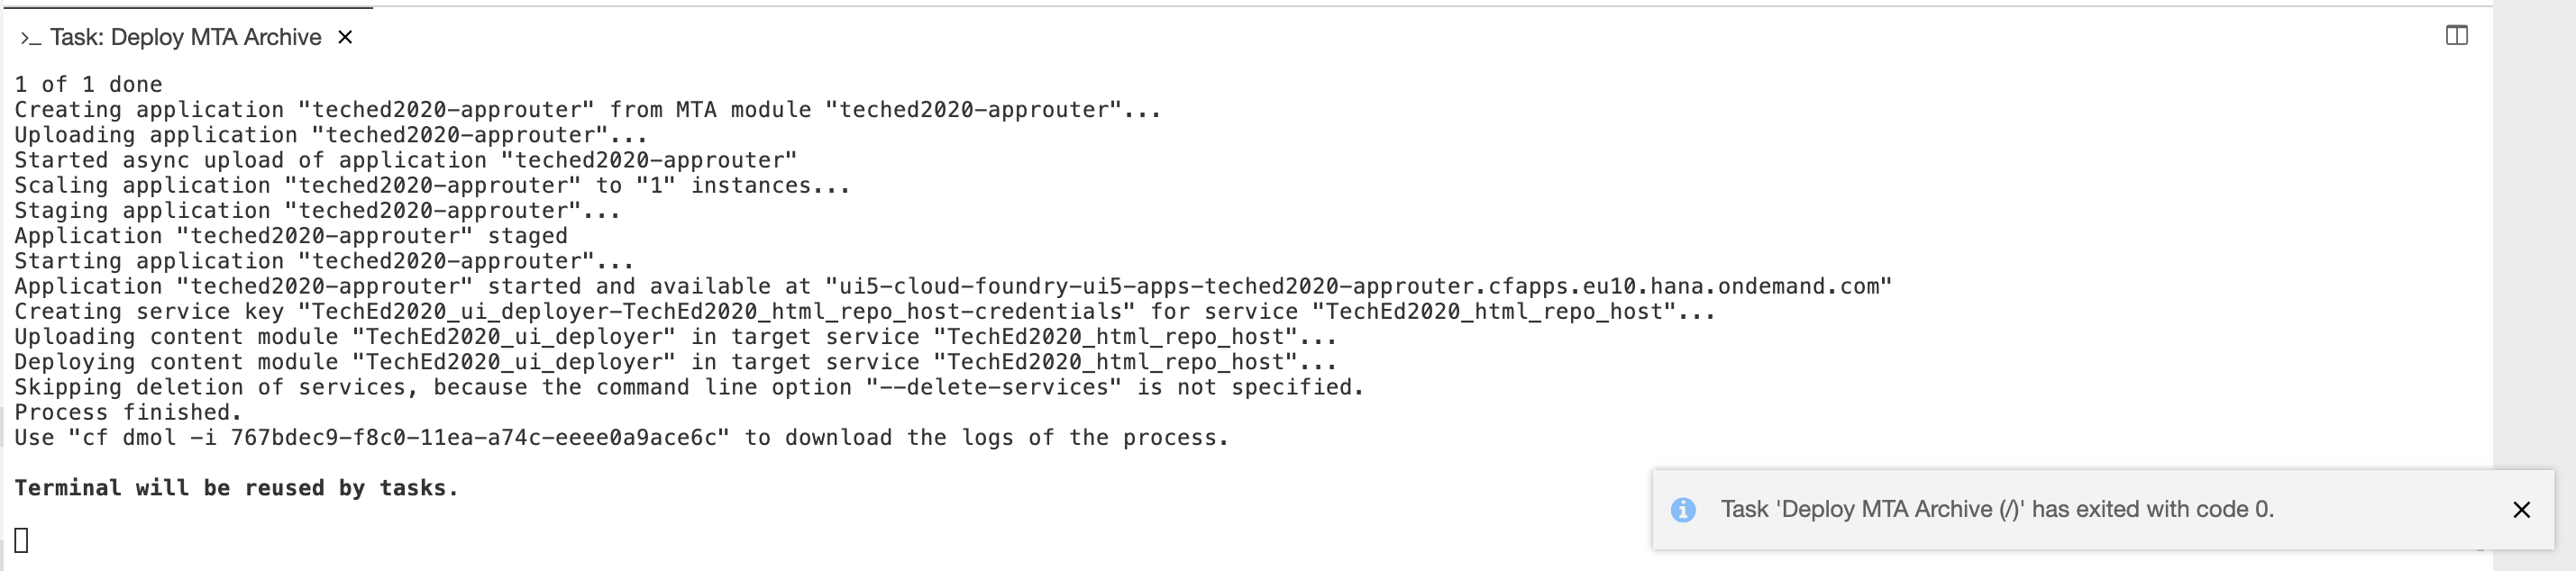 >_ Task: Deploy MTA Archive ×
1 of 1 done
Creating application "teched2020-approuter" from MTA module "teched2020-approuter"...
Uploading application "teched2020-approuter"...
Started async upload of application "teched2020-approuter"
Scaling application "teched2020-approuter" to "1" instances...
Staging application "teched2020-approuter"...
Application "teched2020-approuter" staged
Starting application "teched2020-approuter"...
Application "teched2020-approuter" started and available at "ui5-cloud-foundry-ui5-apps-teched2020-approuter.cfapps.eu10.hana.ondemand.com"
Creating service key "TechEd2020_ui_deployer-TechEd2020_html_repo_host-credentials" for service "TechEd2020_html_repo_host"...
Uploading content module "TechEd2020_ui_deployer" in target service "TechEd2020_html_repo_host"...
Deploying content module "TechEd2020_ui_deployer" in target service "TechEd2020_html_repo_host"...
Skipping deletion of services, because the command line option "--delete-services" is not specified.
Process finished.
Use "cf dmol -i 767bdec9-f8c0-11ea-a74c-eeee0a9ace6c" to download the logs of the process.
Terminal will be reused by tasks.
Task 'Deploy MTA Archive (/)' has exited with code 0.